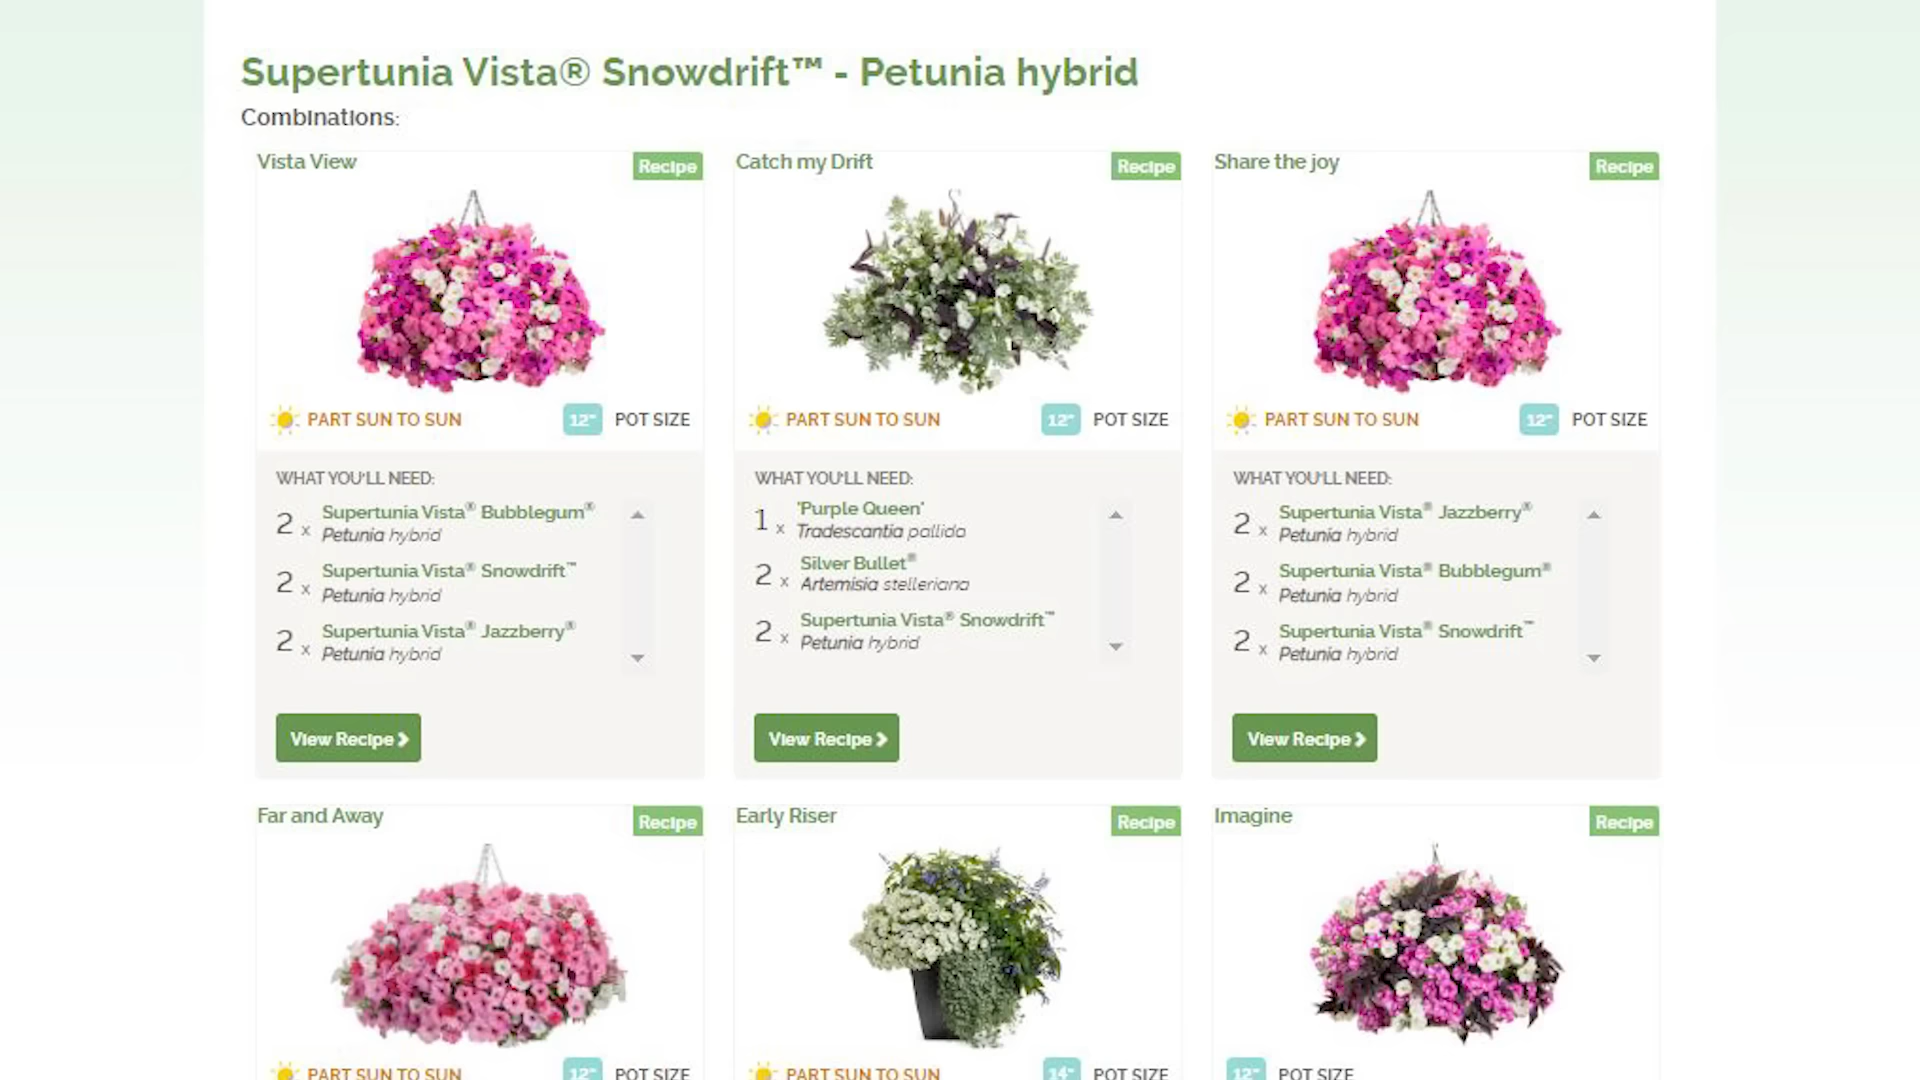 Supertunia Vista® Snowdrift™ - Petunia hybrid
Combinations:
Vista View
Recipe
PART SUN TO SUN
12"
POT SIZE
WHAT YOU'LL NEED:
2 x Supertunia Vista® Bubblegum®
Petunia hybrid
2 x Supertunia Vista® Snowdrift™
Petunia hybrid
2 x Supertunia Vista® Jazzberry®
Petunia hybrid
View Recipe
Catch my Drift
Recipe
PART SUN TO SUN
12"
POT SIZE
WHAT YOU'LL NEED:
1 x 'Purple Queen'
Tradescantia pallida
2 x Silver Bullet®
Artemisia stelleriana
2 x Supertunia Vista® Snowdrift™
Petunia hybrid
View Recipe
Share the joy
Recipe
PART SUN TO SUN
12"
POT SIZE
WHAT YOU'LL NEED:
2 x Supertunia Vista® Jazzberry®
Petunia hybrid
2 x Supertunia Vista® Bubblegum®
Petunia hybrid
2 x Supertunia Vista® Snowdrift™
Petunia hybrid
View Recipe
Far and Away
Recipe
PART SUN TO SUN
12"
POT SIZE
Early Riser
Recipe
PART SUN TO SUN
14"
POT SIZE
Imagine
Recipe
12"
POT SIZE